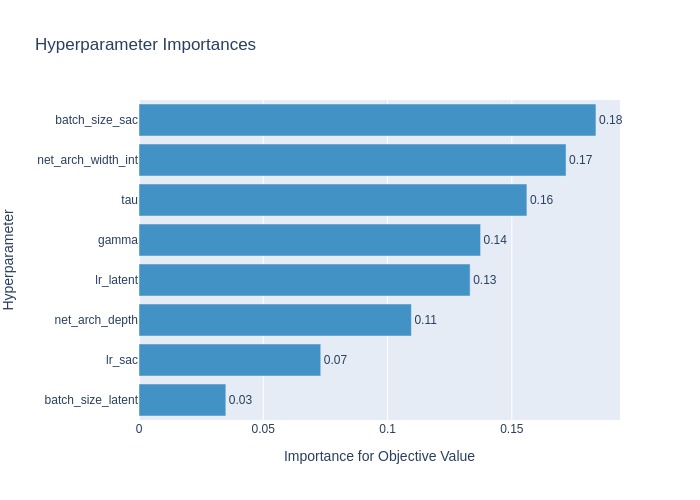 Hyperparameter Importances
Hyperparameter
batch_size_sac 0.18
net_arch_width_int 0.17
tau 0.16
gamma 0.14
lr_latent 0.13
net_arch_depth 0.11
lr_sac 0.07
batch_size_latent 0.03
0 0.05 0.1 0.15
Importance for Objective Value